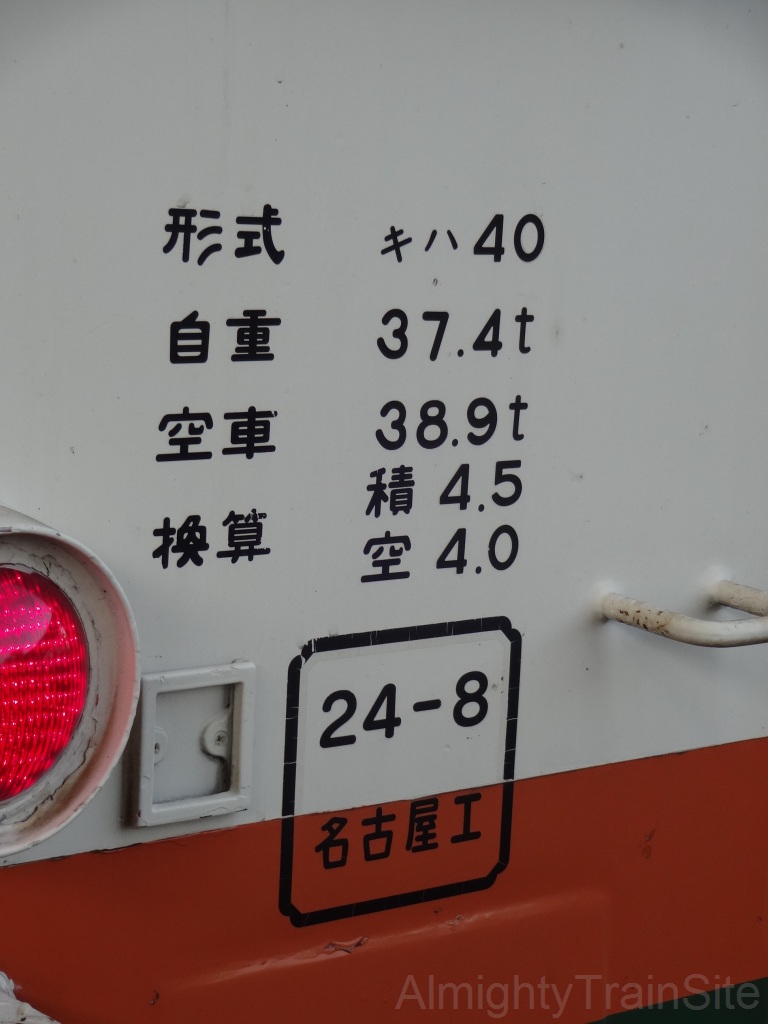 形式 キハ40
自重 37.4t
空車 38.9t
換算 積 4.5
空 4.0
24-8
名古屋工
AlmightyTrainSite